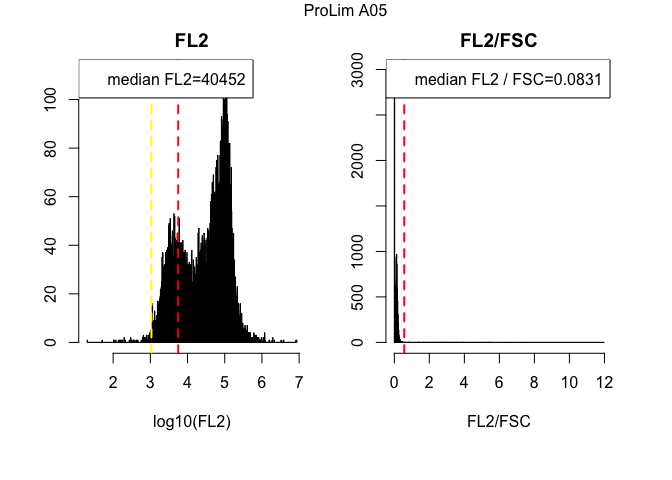 ProLim A05
FL2
FL2/FSC
median FL2=40452
median FL2 / FSC=0.0831
100
80
60
40
20
0
3000
2000
1000
500
0
2 3 4 5 6 7
0 2 4 6 8 10 12
log10(FL2)
FL2/FSC